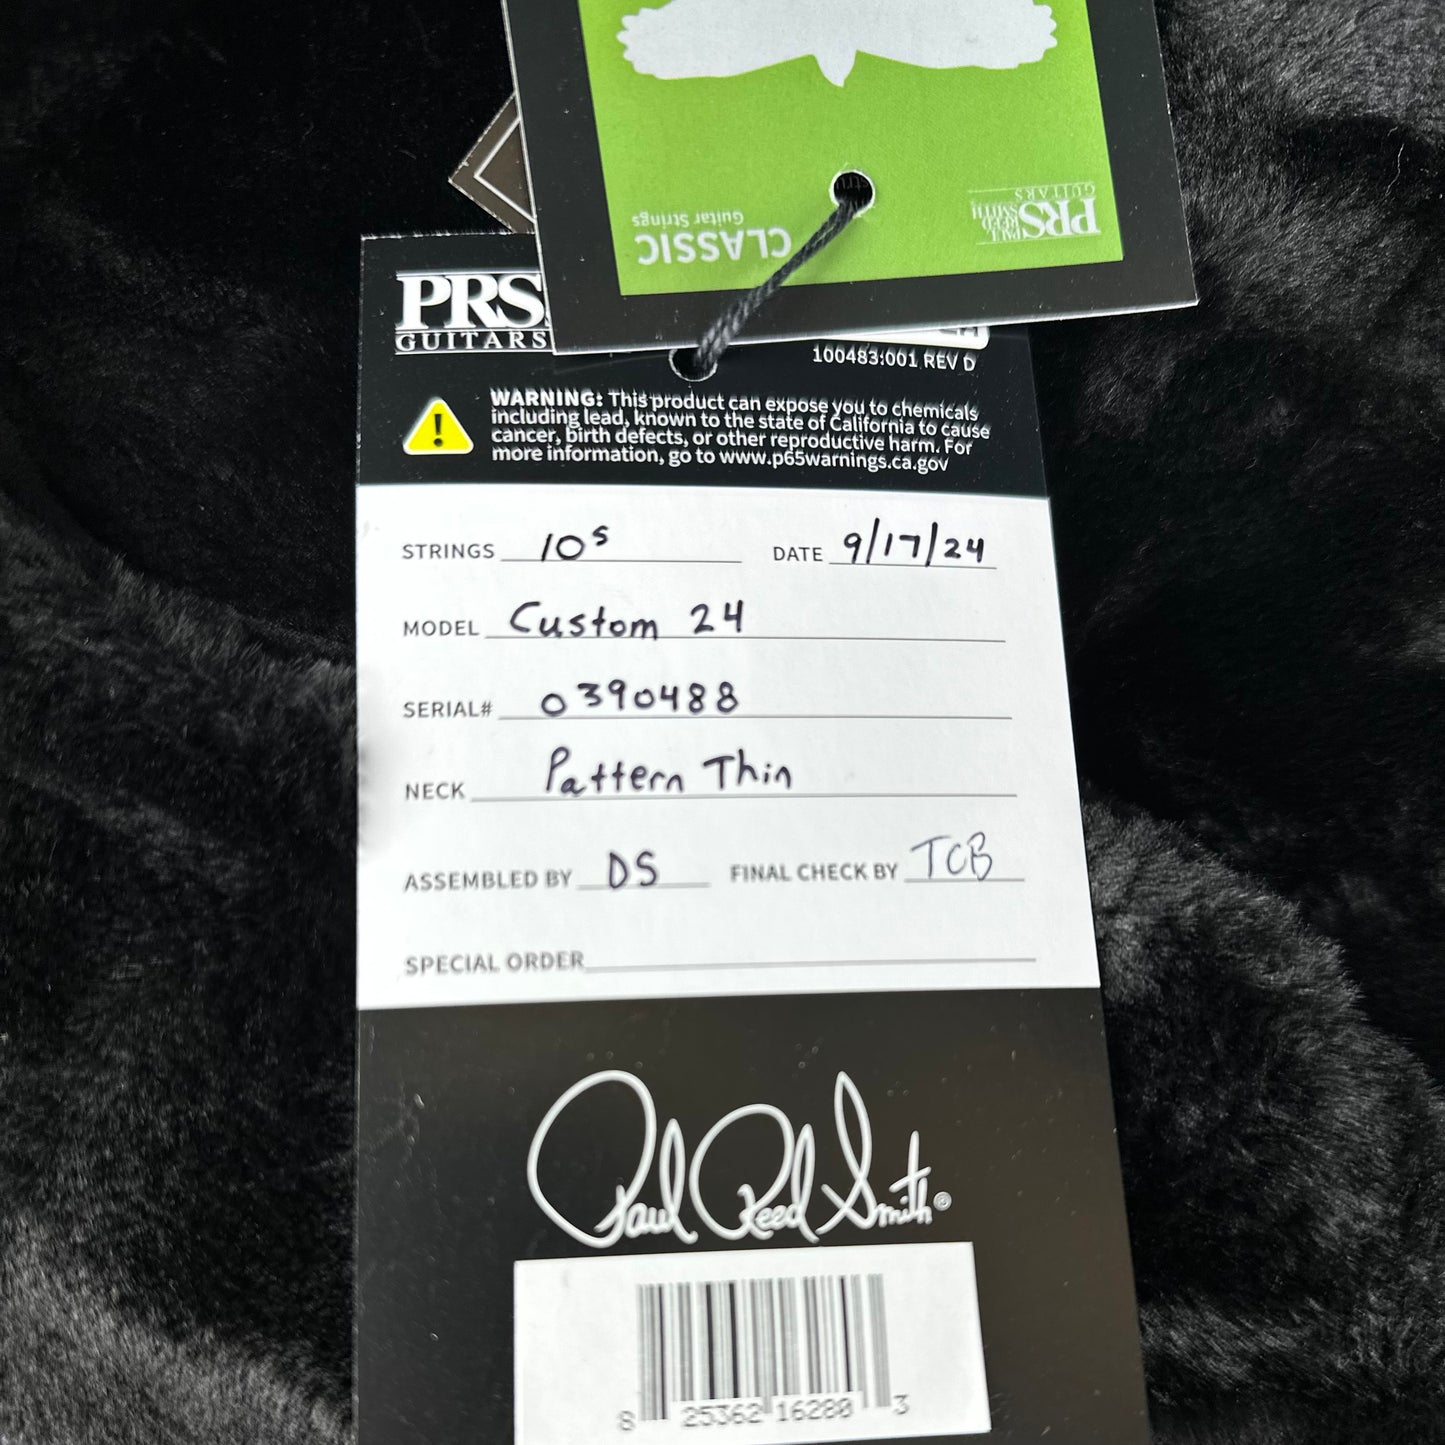 PAUL
REED
SMITH
PRS
GUITARS
CLASSIC
Guitar Strings
PRS
GUITARS
100483:001 REV D
WARNING: This product can expose you to chemicals
including lead, known to the state of California to cause
cancer, birth defects, or other reproductive harm. For
more information, go to www.p65warnings.ca.gov
STRINGS 10s DATE 9/17/24
MODEL Custom 24
SERIAL# 0390488
NECK Pattern Thin
ASSEMBLED BY DS FINAL CHECK BY TCB
SPECIAL ORDER
Paul Reed Smith®
8 25362 16280 3